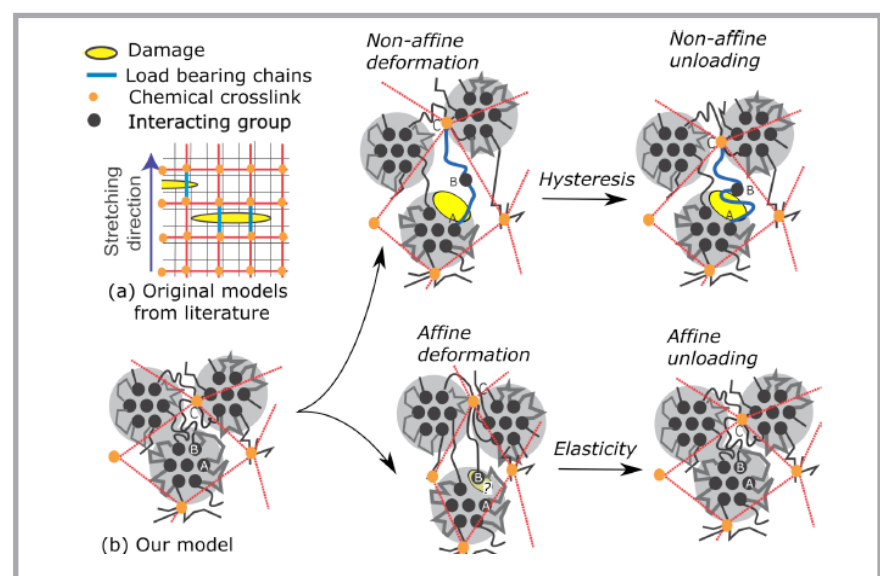 Damage
Load bearing chains
Chemical crosslink
Interacting group
Stretching
direction
(a) Original models
from literature
Non-affine
deformation
C
B
A
Hysteresis
Non-affine
unloading
C
B
A
C
B
A
(b) Our model
Affine
deformation
C
B
?
A
Elasticity
Affine
unloading
C
B
A